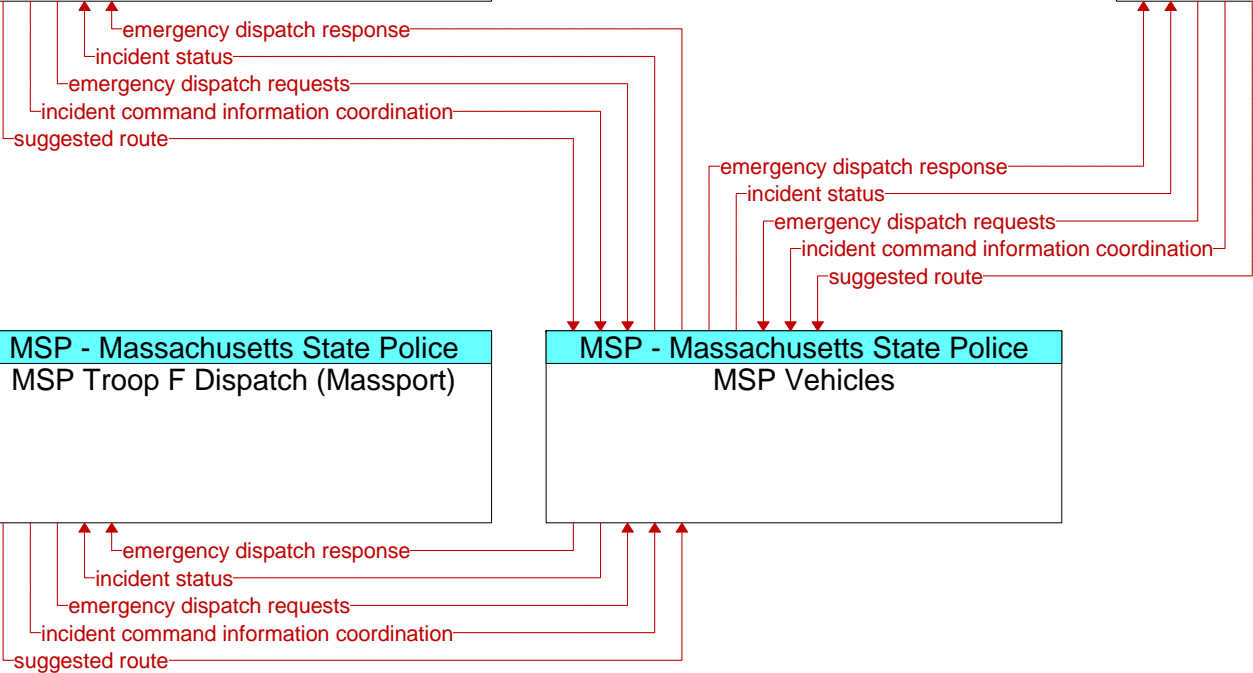 emergency dispatch response
incident status
emergency dispatch requests
incident command information coordination
suggested route
emergency dispatch response
incident status
emergency dispatch requests
incident command information coordination
suggested route
MSP - Massachusetts State Police
MSP Troop F Dispatch (Massport)
MSP - Massachusetts State Police
MSP Vehicles
emergency dispatch response
incident status
emergency dispatch requests
incident command information coordination
suggested route